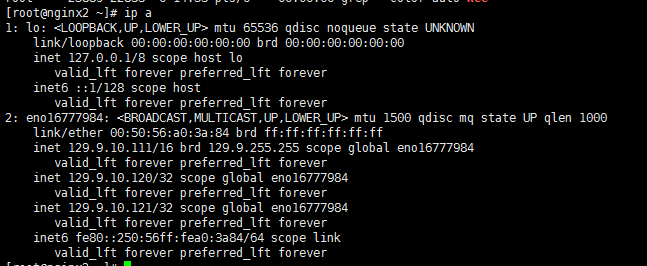 [root@nginx2 ~]# ip a
1: lo: <LOOPBACK,UP,LOWER_UP> mtu 65536 qdisc noqueue state UNKNOWN
    link/loopback 00:00:00:00:00:00 brd 00:00:00:00:00:00
    inet 127.0.0.1/8 scope host lo
       valid_lft forever preferred_lft forever
    inet6 ::1/128 scope host
       valid_lft forever preferred_lft forever
2: eno16777984: <BROADCAST,MULTICAST,UP,LOWER_UP> mtu 1500 qdisc mq state UP qlen 1000
    link/ether 00:50:56:a0:3a:84 brd ff:ff:ff:ff:ff:ff
    inet 129.9.10.111/16 brd 129.9.255.255 scope global eno16777984
       valid_lft forever preferred_lft forever
    inet 129.9.10.120/32 scope global eno16777984
       valid_lft forever preferred_lft forever
    inet 129.9.10.121/32 scope global eno16777984
       valid_lft forever preferred_lft forever
    inet6 fe80::250:56ff:fea0:3a84/64 scope link
       valid_lft forever preferred_lft forever
[root@nginx2 ~]#